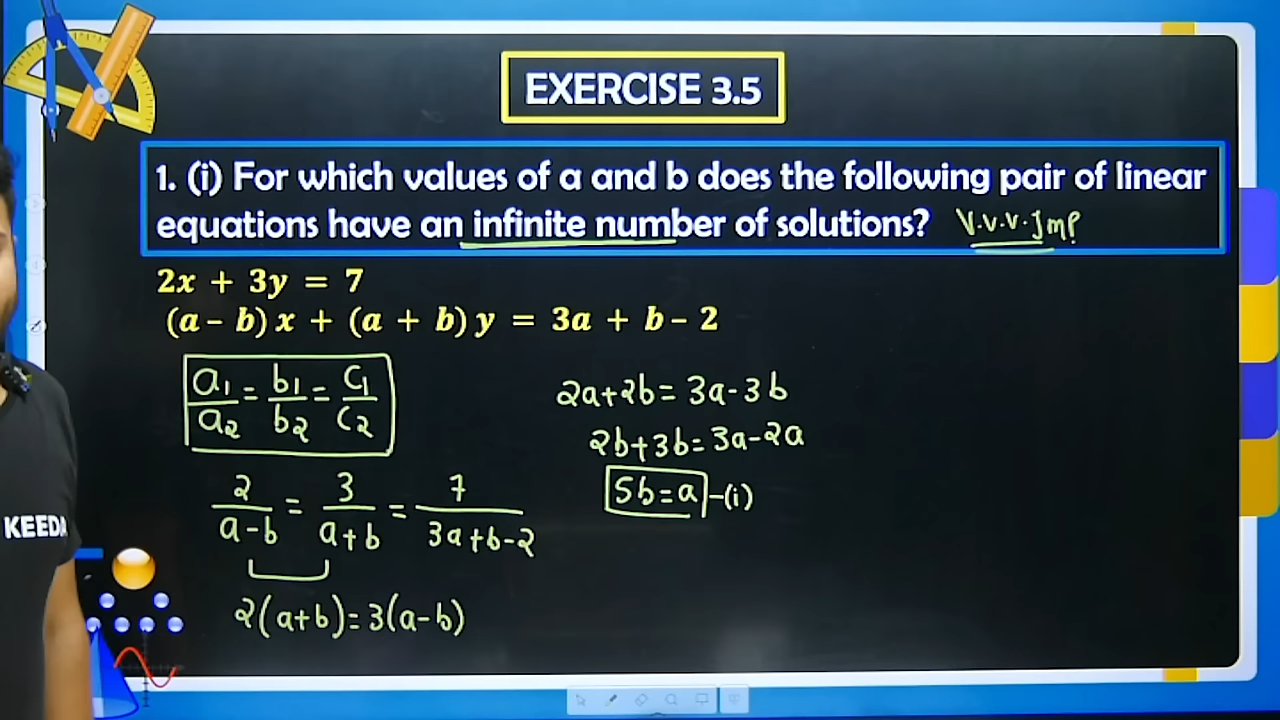 EXERCISE 3.5
1. (i) For which values of a and b does the following pair of linear
equations have an infinite number of solutions? V.V.V.Imp
2x + 3y = 7
(a – b) x + (a + b) y = 3a + b – 2
a1/a2 = b1/b2 = c1/c2
2/(a-b) = 3/(a+b) = 7/(3a+b-2)
2(a+b)=3(a-b)
2a+2b=3a-3b
2b+3b=3a-2a
5b=a -(i)
KEEDA